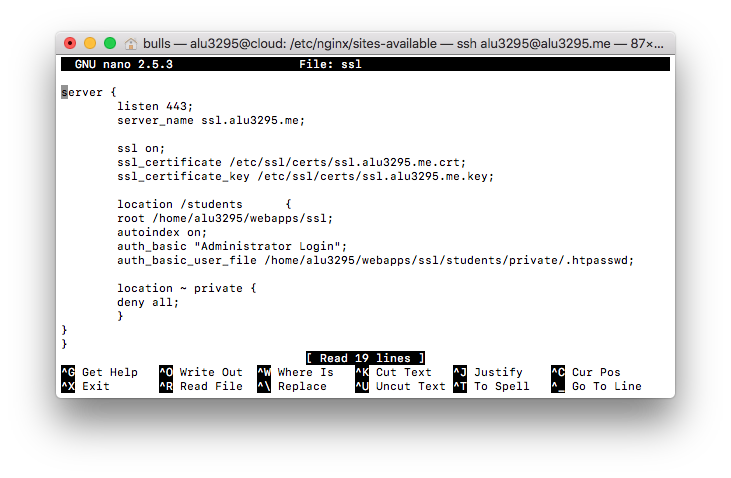 bulls — alu3295@cloud: /etc/nginx/sites-available — ssh alu3295@alu3295.me — 87×...
GNU nano 2.5.3 File: ssl
server {
listen 443;
server_name ssl.alu3295.me;
ssl on;
ssl_certificate /etc/ssl/certs/ssl.alu3295.me.crt;
ssl_certificate_key /etc/ssl/certs/ssl.alu3295.me.key;
location /students {
root /home/alu3295/webapps/ssl;
autoindex on;
auth_basic "Administrator Login";
auth_basic_user_file /home/alu3295/webapps/ssl/students/private/.htpasswd;
location ~ private {
deny all;
}
}
}
[ Read 19 lines ]
^G Get Help ^O Write Out ^W Where Is ^K Cut Text ^J Justify ^C Cur Pos
^X Exit ^R Read File ^\ Replace ^U Uncut Text ^T To Spell ^_ Go To Line